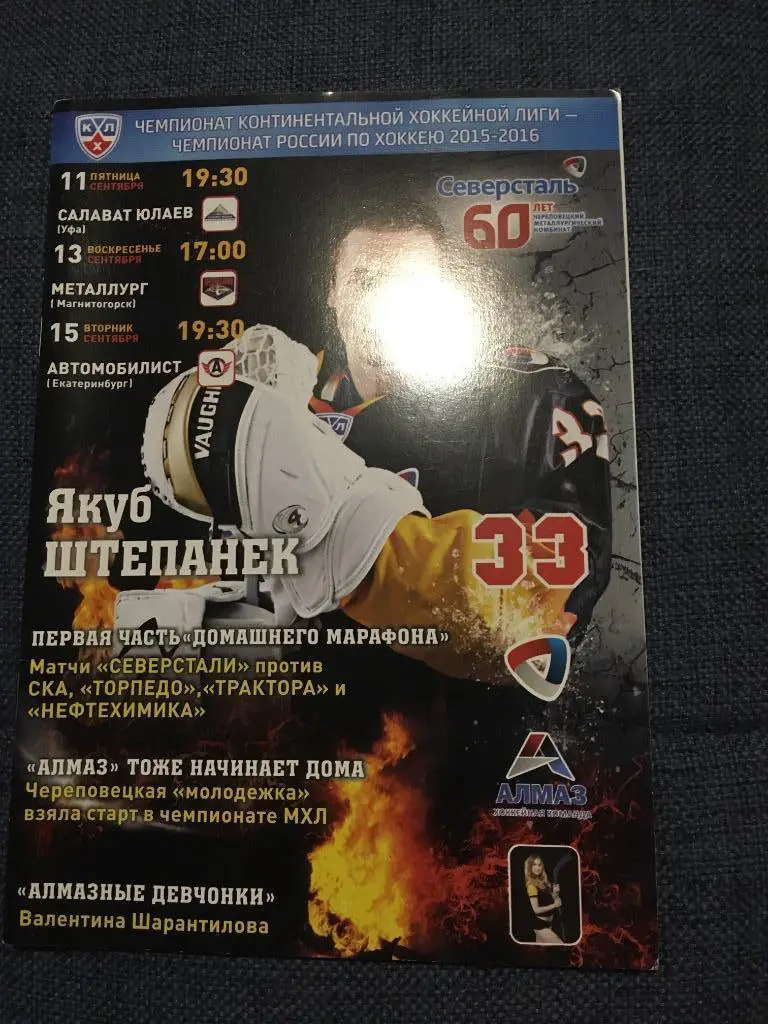 КХЛ
ЧЕМПИОНАТ КОНТИНЕНТАЛЬНОЙ ХОККЕЙНОЙ ЛИГИ –
ЧЕМПИОНАТ РОССИИ ПО ХОККЕЮ 2015-2016
11 ПЯТНИЦА СЕНТЯБРЯ 19:30
САЛАВАТ ЮЛАЕВ
(Уфа)
13 ВОСКРЕСЕНЬЕ СЕНТЯБРЯ 17:00
МЕТАЛЛУРГ
(Магнитогорск)
15 ВТОРНИК СЕНТЯБРЯ 19:30
АВТОМОБИЛИСТ
(Екатеринбург)
А
Северсталь
60 ЛЕТ
ЧЕРЕПОВЕЦКИЙ
МЕТАЛЛУРГИЧЕСКИЙ
КОМБИНАТ
VAUGHN
Якуб
ШТЕПАНЕК
33
ПЕРВАЯ ЧАСТЬ«ДОМАШНЕГО МАРАФОНА»
Матчи «СЕВЕРСТАЛИ» против
СКА, «ТОРПЕДО»,«ТРАКТОРА» и
«НЕФТЕХИМИКА»
«АЛМАЗ» ТОЖЕ НАЧИНАЕТ ДОМА
Череповецкая «молодежка»
взяла старт в чемпионате МХЛ
АЛМАЗ
ХОККЕЙНАЯ КОМАНДА
«АЛМАЗНЫЕ ДЕВЧОНКИ»
Валентина Шарантилова